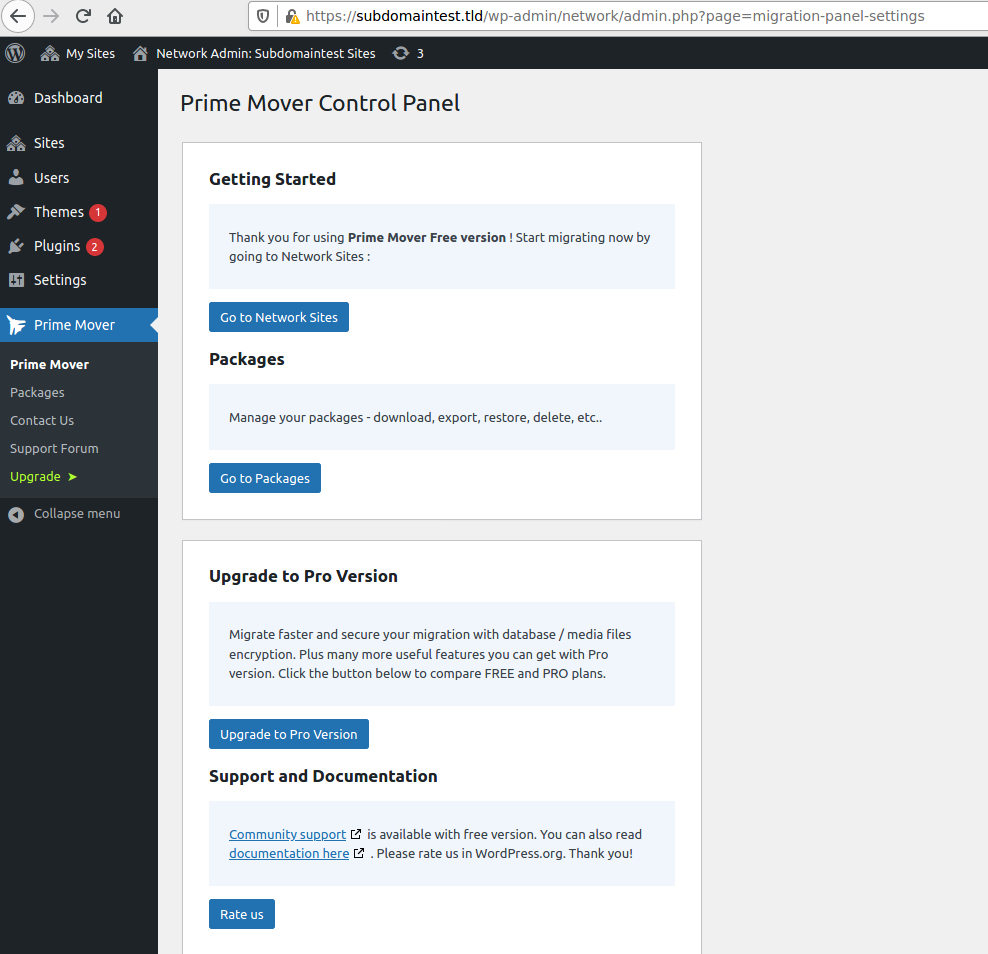 https://subdomaintest.tld/wp-admin/network/admin.php?page=migration-panel-settings
My Sites Network Admin: Subdomaintest Sites 3
Dashboard
Sites
Users
Themes 1
Plugins 2
Settings
Prime Mover
Prime Mover
Packages
Contact Us
Support Forum
Upgrade ➤
Collapse menu
Prime Mover Control Panel
Getting Started
Thank you for using Prime Mover Free version ! Start migrating now by
going to Network Sites :
Go to Network Sites
Packages
Manage your packages - download, export, restore, delete, etc..
Go to Packages
Upgrade to Pro Version
Migrate faster and secure your migration with database / media files
encryption. Plus many more useful features you can get with Pro
version. Click the button below to compare FREE and PRO plans.
Upgrade to Pro Version
Support and Documentation
Community support is available with free version. You can also read
documentation here . Please rate us in WordPress.org. Thank you!
Rate us